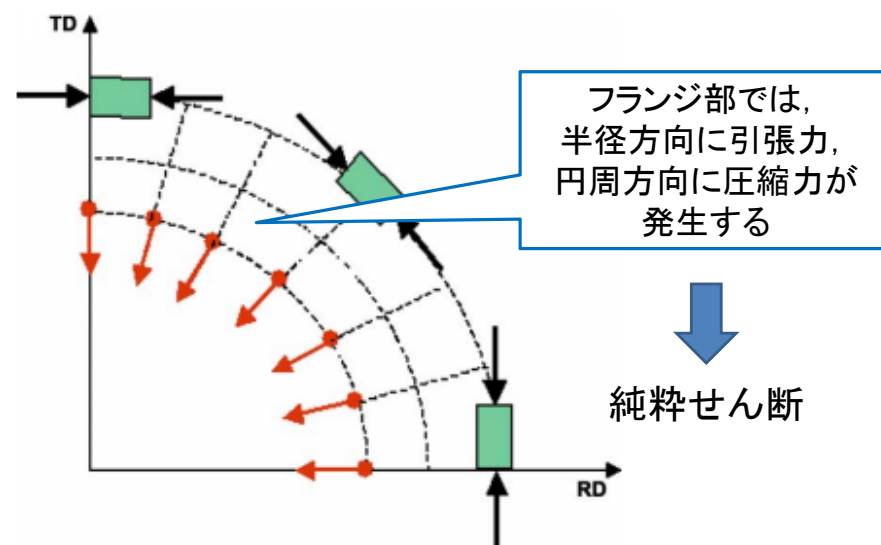 TD
フランジ部では,
半径方向に引張力,
円周方向に圧縮力が
発生する
純粋せん断
RD